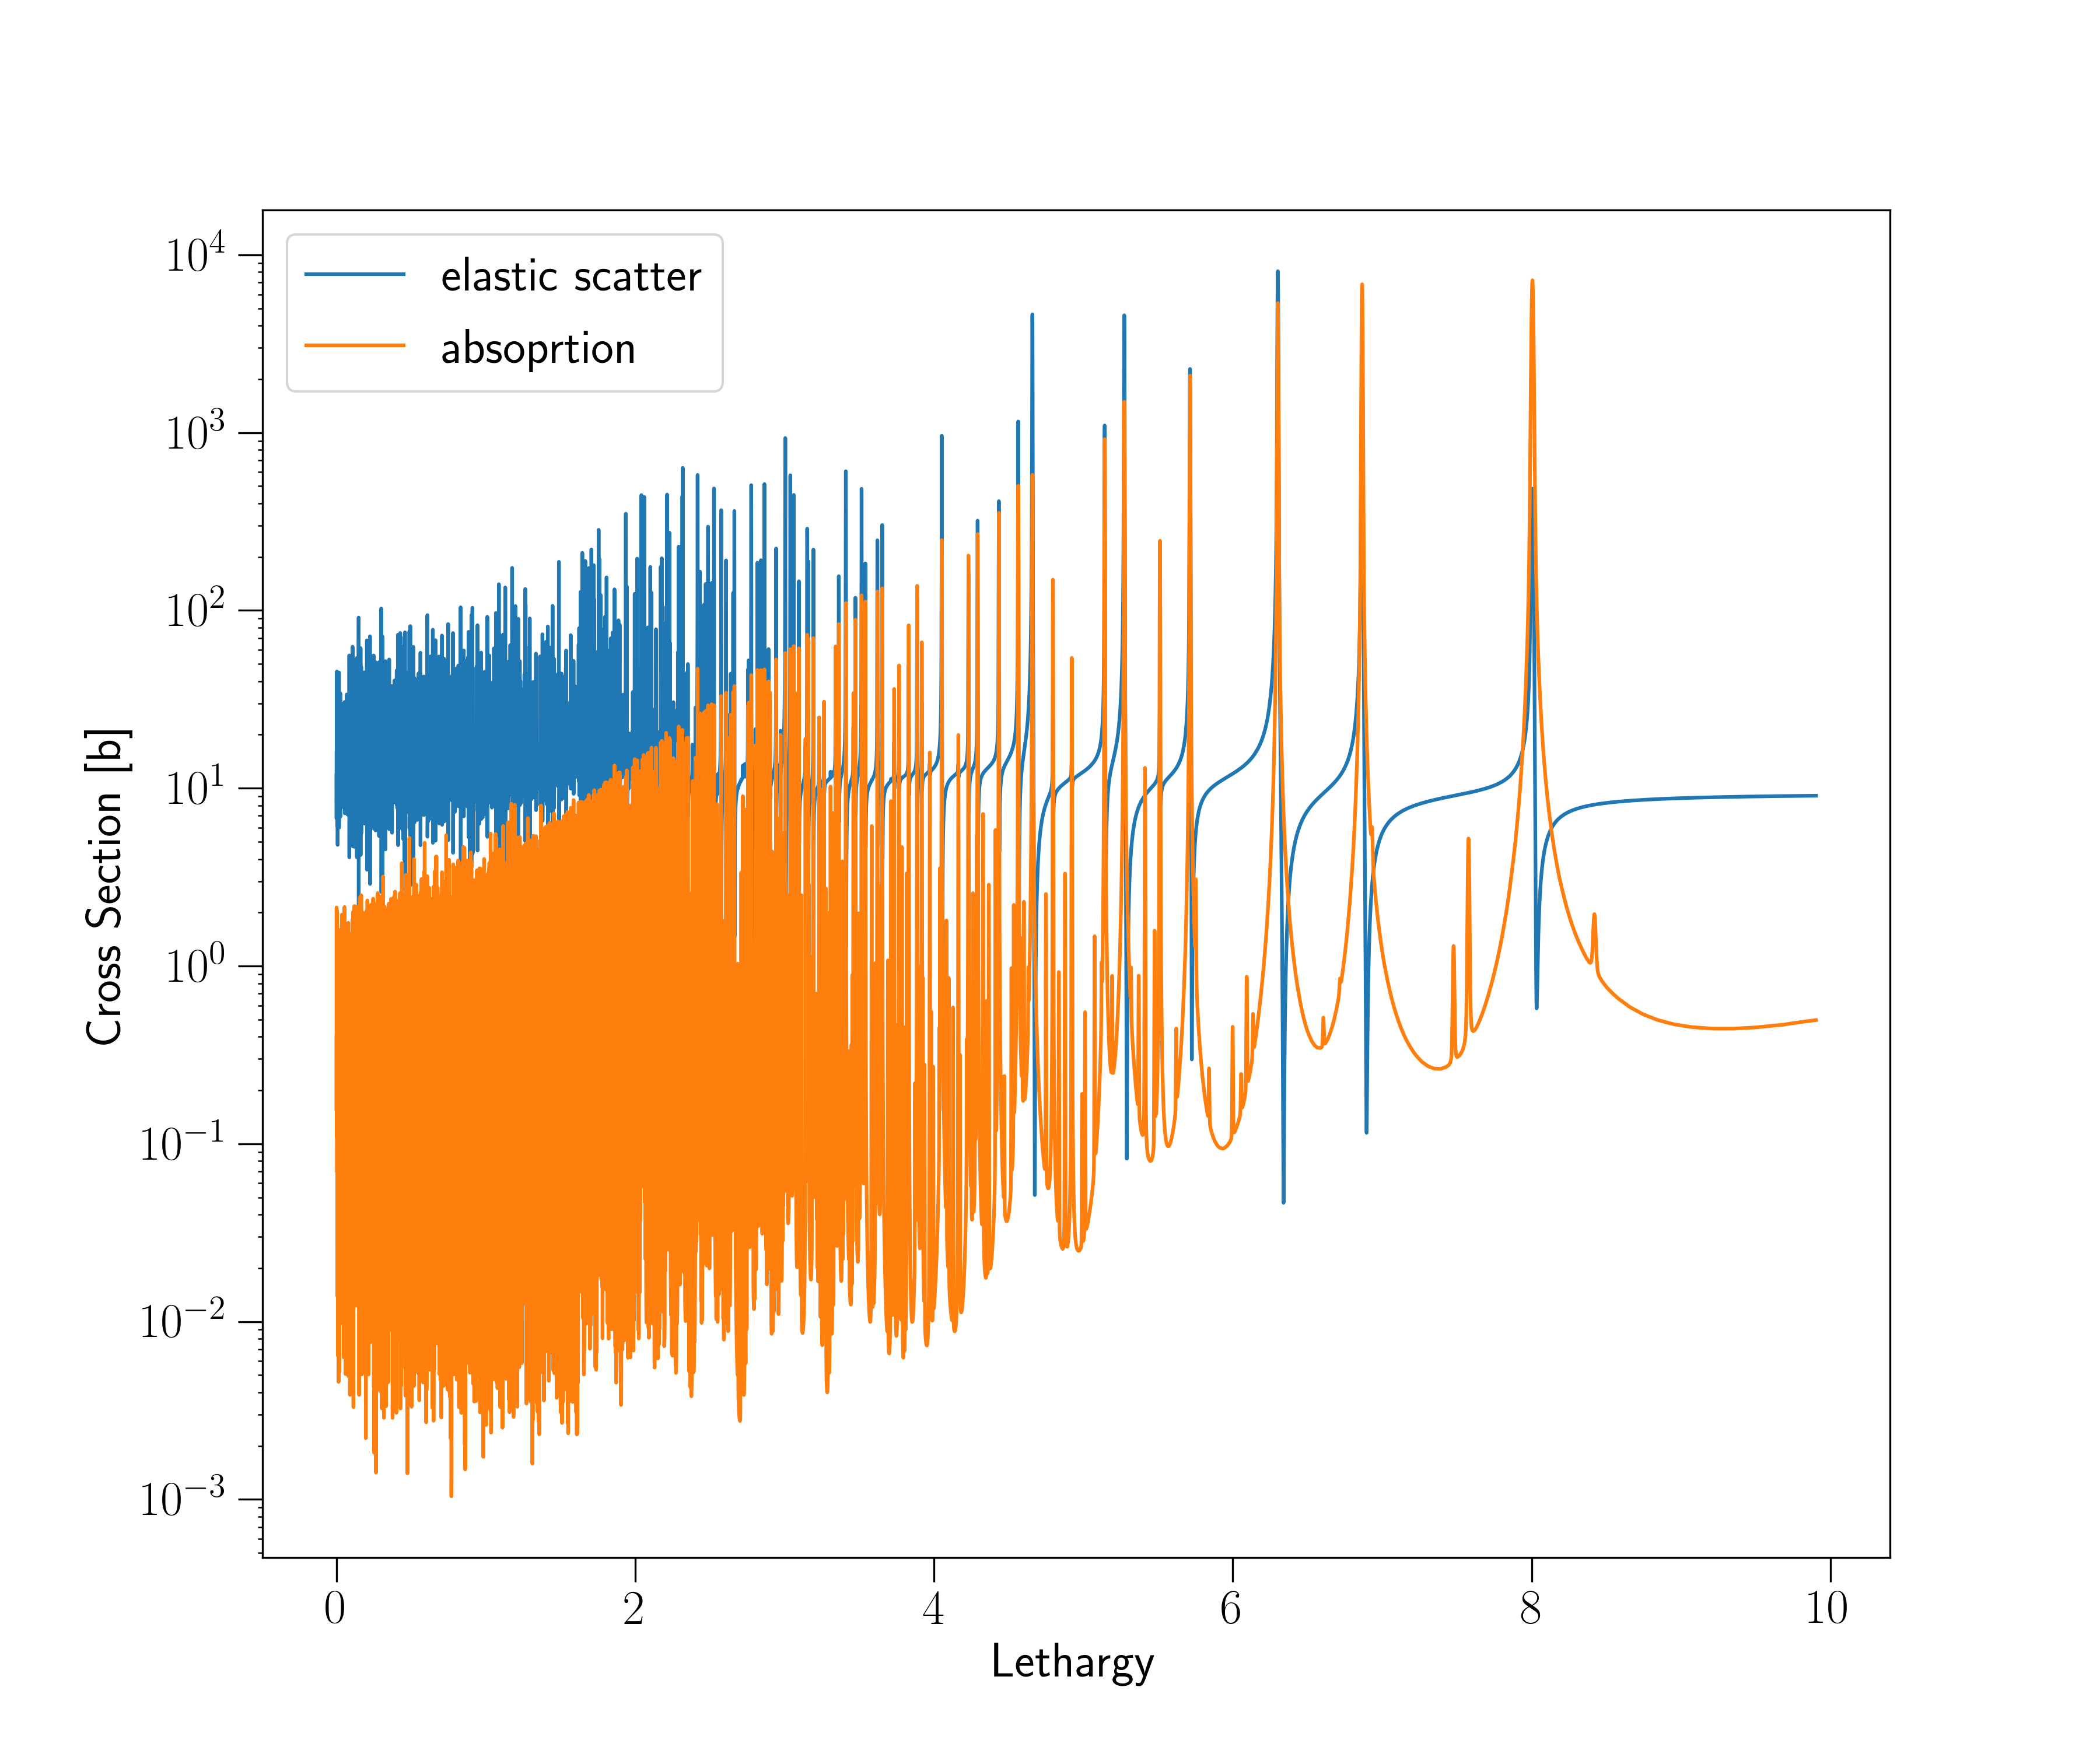 elastic scatter
absoprtion
10^4
10^3
10^2
10^1
10^0
10^{-1}
10^{-2}
10^{-3}
Cross Section [b]
0 2 4 6 8 10
Lethargy